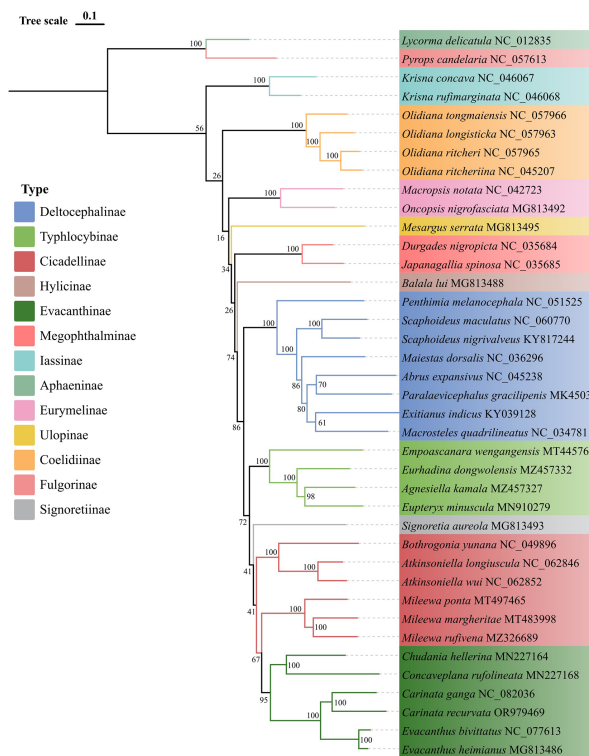 Tree scale 0.1
Lycorma delicatula NC_012835
Pyrops candelaria NC_057613
Krisna concava NC_046067
Krisna rufimarginata NC_046068
Olidiana tongmaiensis NC_057966
Olidiana longisticka NC_057963
Olidiana ritcheri NC_057965
Olidiana ritcheriina NC_045207
Macropsis notata NC_042723
Oncopsis nigrofasciata MG813492
Mesargus serrata MG813495
Durgades nigropicta NC_035684
Japanagallia spinosa NC_035685
Balala lui MG813488
Penthimia melanocephala NC_051525
Scaphoideus maculatus NC_060770
Scaphoideus nigrivalveus KY817244
Maiestas dorsalis NC_036296
Abrus expansivus NC_045238
Paralaevicephalus gracilipenis MK4503
Exitianus indicus KY039128
Macrosteles quadrilineatus NC_034781
Empoascanara wengangensis MT44576
Eurhadina dongwolensis MZ457332
Agnesiella kamala MZ457327
Eupteryx minuscula MN910279
Signoretia aureola MG813493
Bothrogonia yunana NC_049896
Atkinsoniella longiuscula NC_062846
Atkinsoniella wui NC_062852
Mileewa ponta MT497465
Mileewa margheritae MT483998
Mileewa rufivena MZ326689
Chudania hellerina MN227164
Concaveplana rufolineata MN227168
Carinata ganga NC_082036
Carinata recurvata OR979469
Evacanthus bivittatus NC_077613
Evacanthus heimianus MG813486
Type
Deltocephalinae
Typhlocybinae
Cicadellinae
Hylicinae
Evacanthinae
Megophthalminae
Iassinae
Aphaeninae
Eurymelinae
Ulopinae
Coelidiinae
Fulgorinae
Signoretiinae
100
100
56
100
100
100
26
100
16
34
100
26
100
100
74
86
70
80
61
86
100
100
98
72
100
100
41
41
100
100
67
100
95
100
100
100